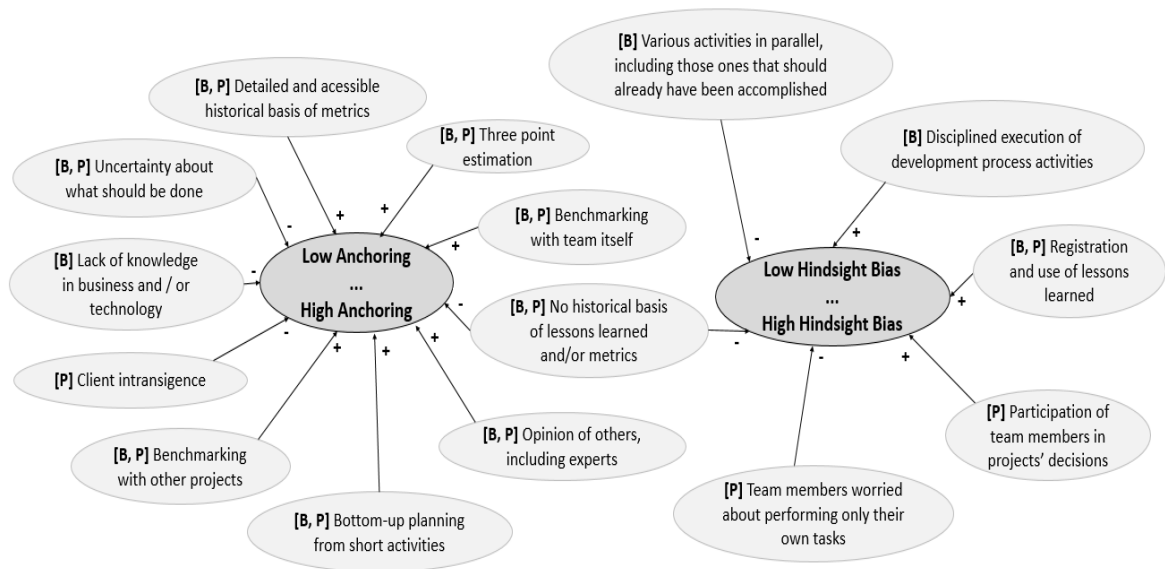 [B] Various activities in parallel,
including those ones that should
already have been accomplished
[B, P] Detailed and acessible
historical basis of metrics
[B, P] Three point
estimation
[B] Disciplined execution of
development process activities
[B, P] Uncertainty about
what should be done
[B, P] Benchmarking
with team itself
[B, P] Registration
and use of lessons
learned
[B] Lack of knowledge
in business and / or
technology
Low Anchoring
...
High Anchoring
[B, P] No historical basis
of lessons learned
and/or metrics
Low Hindsight Bias
...
High Hindsight Bias
[P] Client intransigence
[B, P] Benchmarking
with other projects
[B, P] Opinion of others,
including experts
[P] Participation of
team members in
projects' decisions
[B, P] Bottom-up planning
from short activities
[P] Team members worried
about performing only their
own tasks
-
+
+
+
-
-
-
+
+
+
-
+
+
+
-
-